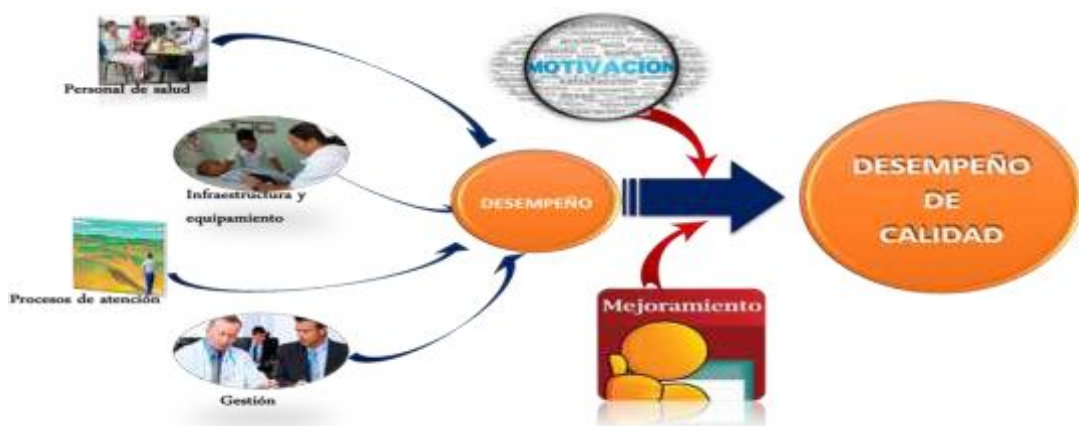 Personal de salud
Infraestructura y
equipamiento
Procesos de atención
Gestión
DESEMPEÑO
MOTIVACION
Mejoramiento
DESEMPEÑO
DE
CALIDAD